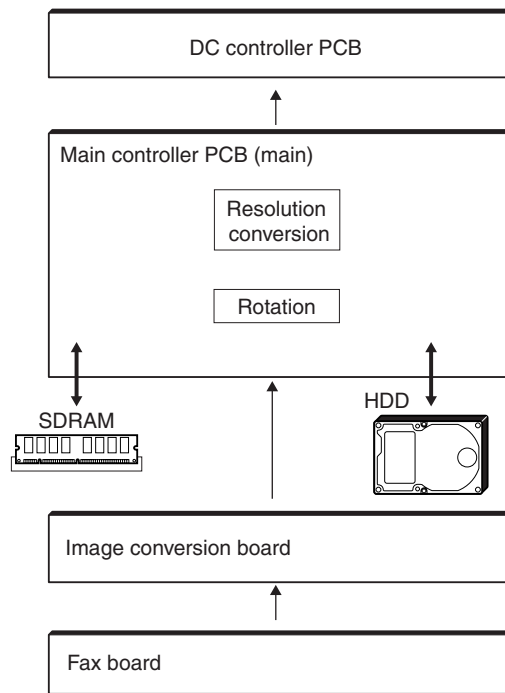 DC controller PCB
Main controller PCB (main)
Resolution
conversion
Rotation
SDRAM
HDD
Image conversion board
Fax board